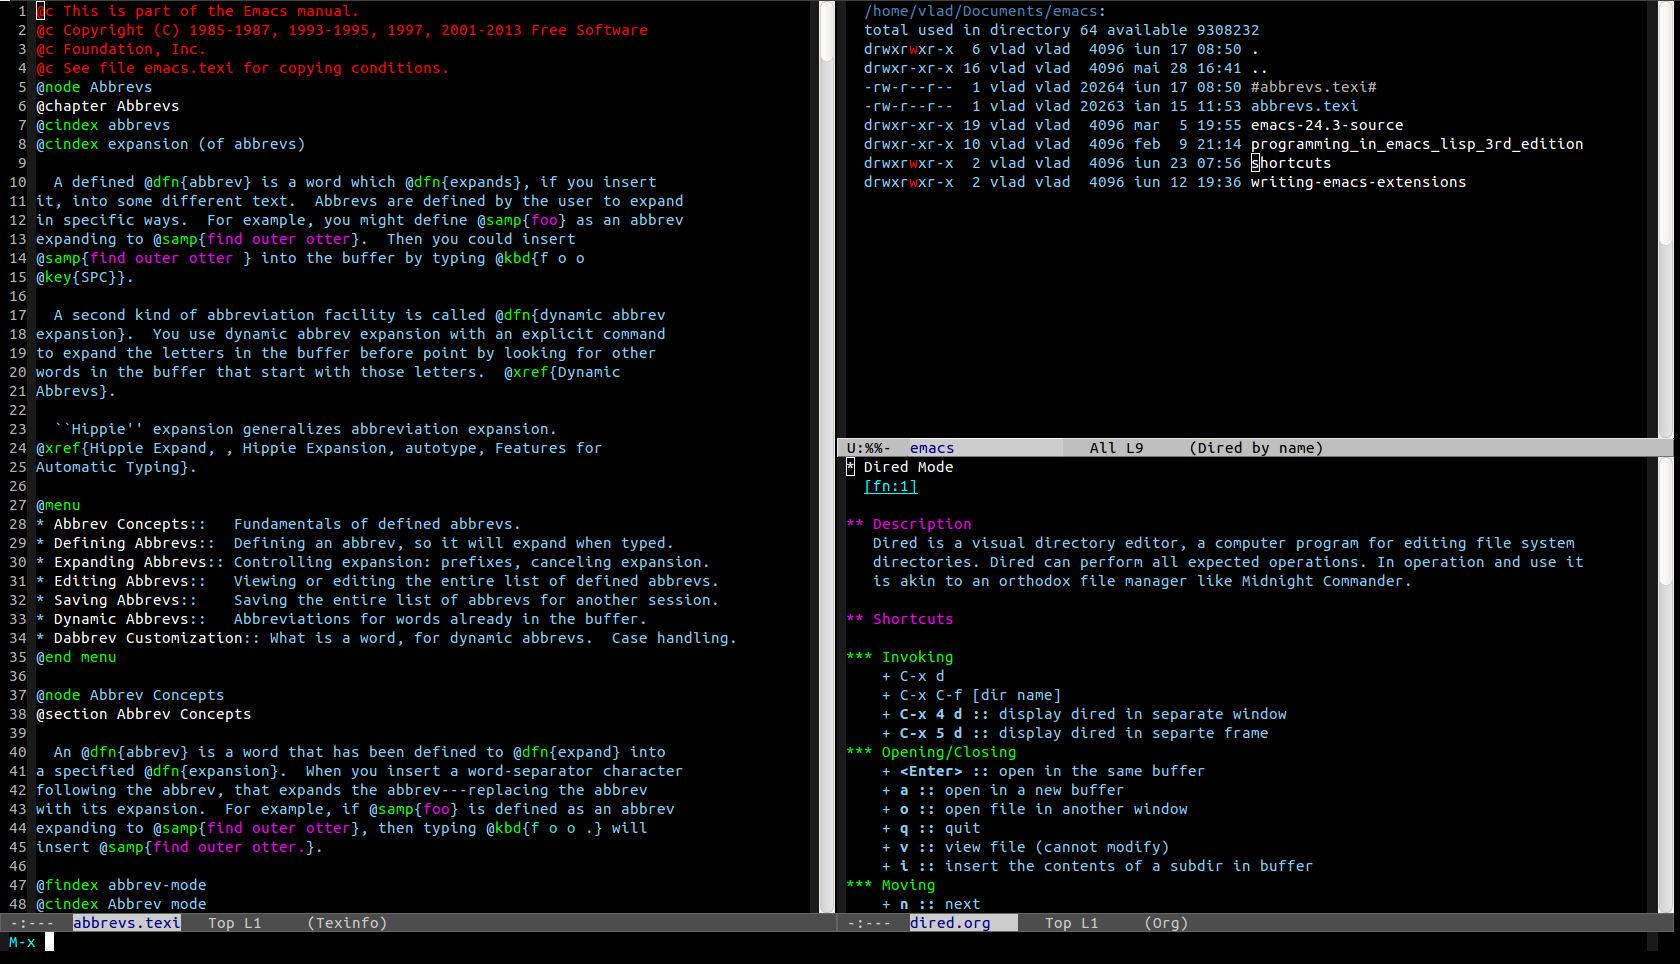 1 @c This is part of the Emacs manual.
2 @c Copyright (C) 1985-1987, 1993-1995, 1997, 2001-2013 Free Software
3 @c Foundation, Inc.
4 @c See file emacs.texi for copying conditions.
5 @node Abbrevs
6 @chapter Abbrevs
7 @cindex abbrevs
8 @cindex expansion (of abbrevs)
9
10   A defined @dfn{abbrev} is a word which @dfn{expands}, if you insert
11 it, into some different text.  Abbrevs are defined by the user to expand
12 in specific ways.  For example, you might define @samp{foo} as an abbrev
13 expanding to @samp{find outer otter}.  Then you could insert
14 @samp{find outer otter } into the buffer by typing @kbd{f o o
15 @key{SPC}}.
16
17   A second kind of abbreviation facility is called @dfn{dynamic abbrev
18 expansion}.  You use dynamic abbrev expansion with an explicit command
19 to expand the letters in the buffer before point by looking for other
20 words in the buffer that start with those letters.  @xref{Dynamic
21 Abbrevs}.
22
23   ``Hippie'' expansion generalizes abbreviation expansion.
24 @xref{Hippie Expand, , Hippie Expansion, autotype, Features for
25 Automatic Typing}.
26
27 @menu
28 * Abbrev Concepts::   Fundamentals of defined abbrevs.
29 * Defining Abbrevs::  Defining an abbrev, so it will expand when typed.
30 * Expanding Abbrevs:: Controlling expansion: prefixes, canceling expansion.
31 * Editing Abbrevs::   Viewing or editing the entire list of defined abbrevs.
32 * Saving Abbrevs::    Saving the entire list of abbrevs for another session.
33 * Dynamic Abbrevs::   Abbreviations for words already in the buffer.
34 * Dabbrev Customization:: What is a word, for dynamic abbrevs.  Case handling.
35 @end menu
36
37 @node Abbrev Concepts
38 @section Abbrev Concepts
39
40   An @dfn{abbrev} is a word that has been defined to @dfn{expand} into
41 a specified @dfn{expansion}.  When you insert a word-separator character
42 following the abbrev, that expands the abbrev---replacing the abbrev
43 with its expansion.  For example, if @samp{foo} is defined as an abbrev
44 expanding to @samp{find outer otter}, then typing @kbd{f o o .} will
45 insert @samp{find outer otter.}.
46
47 @findex abbrev-mode
48 @cindex Abbrev mode
-:---  abbrevs.texi   Top L1     (Texinfo)
M-x
/home/vlad/Documents/emacs:
total used in directory 64 available 9308232
drwxrwxr-x  6 vlad vlad  4096 iun 17 08:50 .
drwxr-xr-x 16 vlad vlad  4096 mai 28 16:41 ..
-rw-r--r--  1 vlad vlad 20264 iun 17 08:50 #abbrevs.texi#
-rw-r--r--  1 vlad vlad 20263 ian 15 11:53 abbrevs.texi
drwxr-xr-x 19 vlad vlad  4096 mar  5 19:55 emacs-24.3-source
drwxr-xr-x 10 vlad vlad  4096 feb  9 21:14 programming_in_emacs_lisp_3rd_edition
drwxrwxr-x  2 vlad vlad  4096 iun 23 07:56 shortcuts
drwxrwxr-x  2 vlad vlad  4096 iun 12 19:36 writing-emacs-extensions
U:%%-  emacs               All L9     (Dired by name)
* Dired Mode
  [fn:1]

** Description
   Dired is a visual directory editor, a computer program for editing file system
   directories. Dired can perform all expected operations. In operation and use it
   is akin to an orthodox file manager like Midnight Commander.

** Shortcuts

*** Invoking
    + C-x d
    + C-x C-f [dir name]
    + C-x 4 d :: display dired in separate window
    + C-x 5 d :: display dired in separte frame
*** Opening/Closing
    + <Enter> :: open in the same buffer
    + a :: open in a new buffer
    + o :: open file in another window
    + q :: quit
    + v :: view file (cannot modify)
    + i :: insert the contents of a subdir in buffer
*** Moving
    + n :: next
-:---  dired.org      Top L1     (Org)